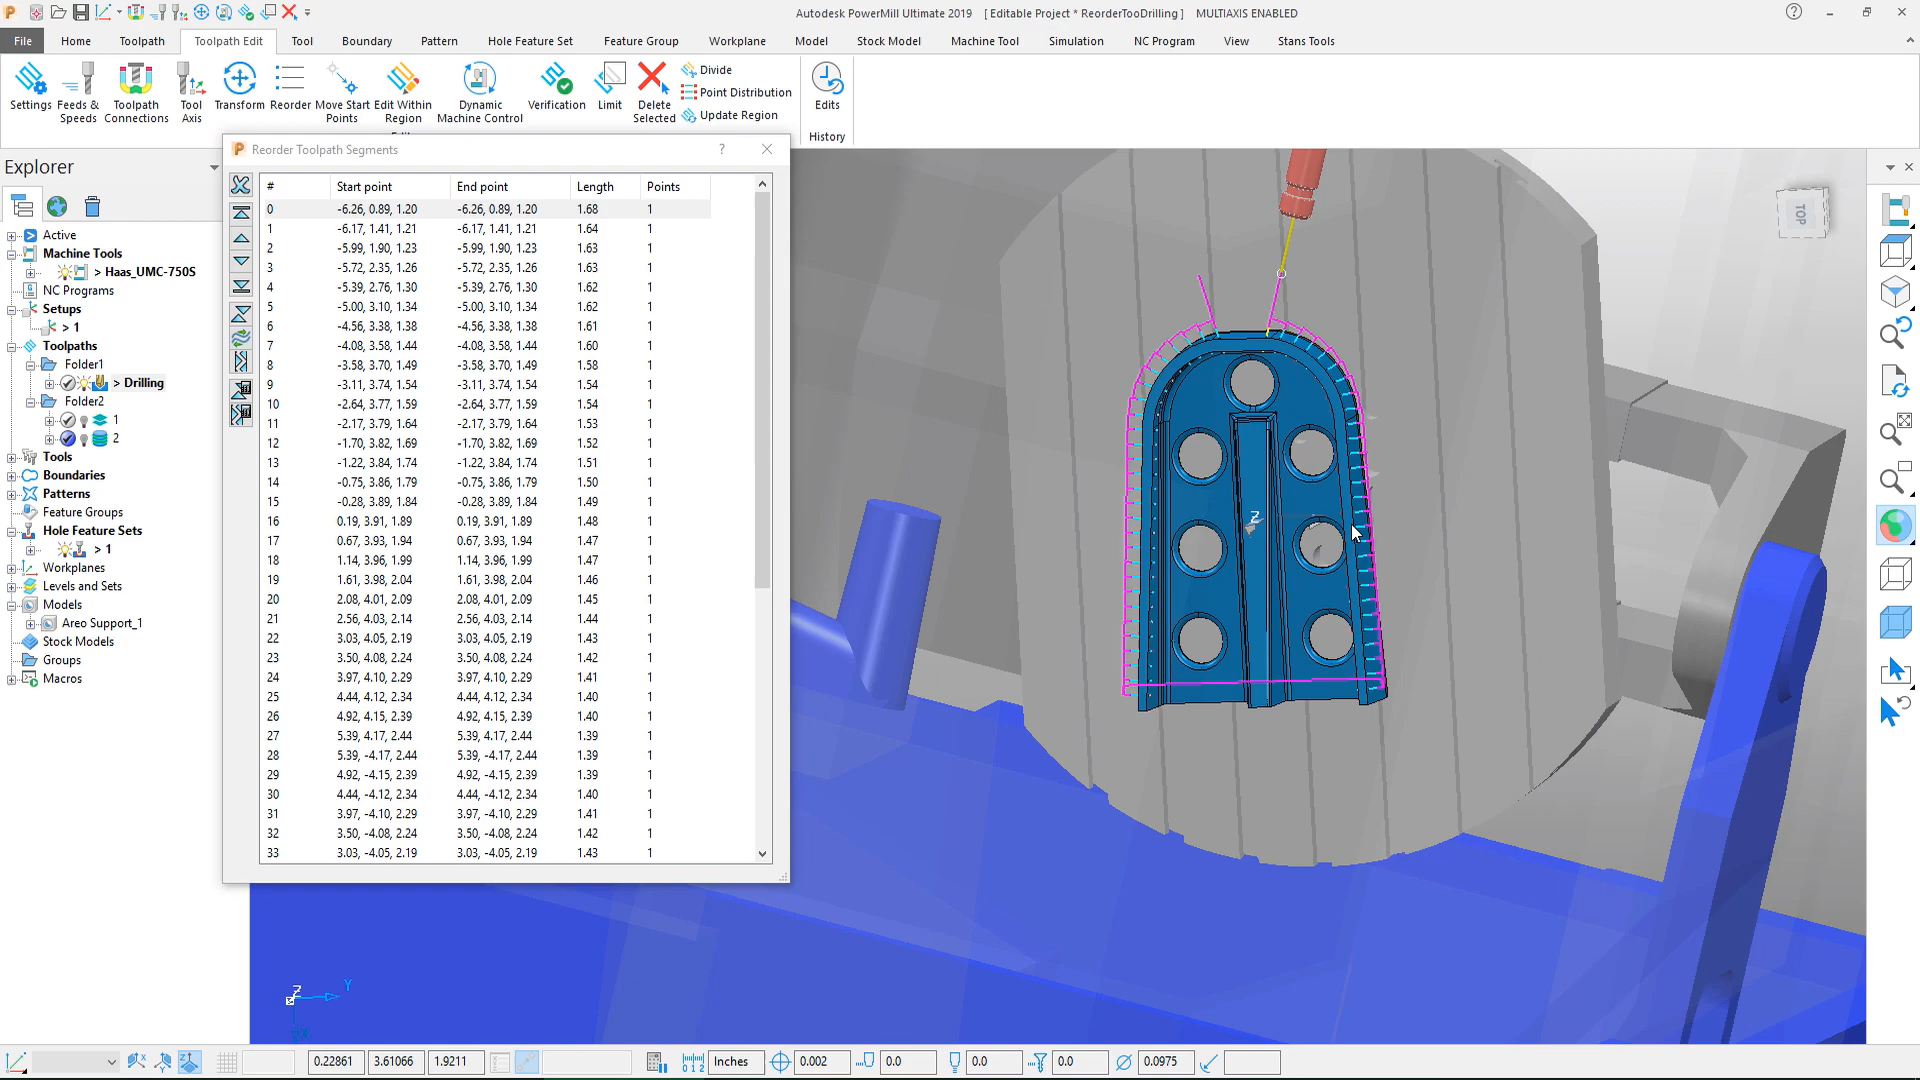 Autodesk PowerMill Ultimate 2019 [ Editable Project * ReorderTooDrilling ] MULTIAXIS ENABLED
File Home Toolpath Toolpath Edit Tool Boundary Pattern Hole Feature Set Feature Group Workplane Model Stock Model Machine Tool Simulation NC Program View Stans Tools
Settings
Feeds & Speeds
Toolpath Connections
Tool Axis
Transform
Reorder
Move Start Points
Edit Within Region
Dynamic Machine Control
Verification
Limit
Delete Selected
Divide
Point Distribution
Update Region
Edits
History
Explorer
Active
Machine Tools
> Haas_UMC-750S
NC Programs
Setups
> 1
Toolpaths
Folder1
> Drilling
Folder2
1
2
Tools
Boundaries
Patterns
Feature Groups
Hole Feature Sets
> 1
Workplanes
Levels and Sets
Models
Areo Support_1
Stock Models
Groups
Macros
Reorder Toolpath Segments
# Start point End point Length Points
0 -6.26, 0.89, 1.20 -6.26, 0.89, 1.20 1.68 1
1 -6.17, 1.41, 1.21 -6.17, 1.41, 1.21 1.64 1
2 -5.99, 1.90, 1.23 -5.99, 1.90, 1.23 1.63 1
3 -5.72, 2.35, 1.26 -5.72, 2.35, 1.26 1.63 1
4 -5.39, 2.76, 1.30 -5.39, 2.76, 1.30 1.62 1
5 -5.00, 3.10, 1.34 -5.00, 3.10, 1.34 1.62 1
6 -4.56, 3.38, 1.38 -4.56, 3.38, 1.38 1.61 1
7 -4.08, 3.58, 1.44 -4.08, 3.58, 1.44 1.60 1
8 -3.58, 3.70, 1.49 -3.58, 3.70, 1.49 1.58 1
9 -3.11, 3.74, 1.54 -3.11, 3.74, 1.54 1.54 1
10 -2.64, 3.77, 1.59 -2.64, 3.77, 1.59 1.54 1
11 -2.17, 3.79, 1.64 -2.17, 3.79, 1.64 1.53 1
12 -1.70, 3.82, 1.69 -1.70, 3.82, 1.69 1.52 1
13 -1.22, 3.84, 1.74 -1.22, 3.84, 1.74 1.51 1
14 -0.75, 3.86, 1.79 -0.75, 3.86, 1.79 1.50 1
15 -0.28, 3.89, 1.84 -0.28, 3.89, 1.84 1.49 1
16 0.19, 3.91, 1.89 0.19, 3.91, 1.89 1.48 1
17 0.67, 3.93, 1.94 0.67, 3.93, 1.94 1.47 1
18 1.14, 3.96, 1.99 1.14, 3.96, 1.99 1.47 1
19 1.61, 3.98, 2.04 1.61, 3.98, 2.04 1.46 1
20 2.08, 4.01, 2.09 2.08, 4.01, 2.09 1.45 1
21 2.56, 4.03, 2.14 2.56, 4.03, 2.14 1.44 1
22 3.03, 4.05, 2.19 3.03, 4.05, 2.19 1.43 1
23 3.50, 4.08, 2.24 3.50, 4.08, 2.24 1.42 1
24 3.97, 4.10, 2.29 3.97, 4.10, 2.29 1.41 1
25 4.44, 4.12, 2.34 4.44, 4.12, 2.34 1.40 1
26 4.92, 4.15, 2.39 4.92, 4.15, 2.39 1.40 1
27 5.39, 4.17, 2.44 5.39, 4.17, 2.44 1.39 1
28 5.39, -4.17, 2.44 5.39, -4.17, 2.44 1.39 1
29 4.92, -4.15, 2.39 4.92, -4.15, 2.39 1.39 1
30 4.44, -4.12, 2.34 4.44, -4.12, 2.34 1.40 1
31 3.97, -4.10, 2.29 3.97, -4.10, 2.29 1.41 1
32 3.50, -4.08, 2.24 3.50, -4.08, 2.24 1.42 1
33 3.03, -4.05, 2.19 3.03, -4.05, 2.19 1.43 1
TOP
Z
Z
Y
X
0.22861 3.61066 1.9211 Inches 0.002 0.0 0.0 0.0 0.0975